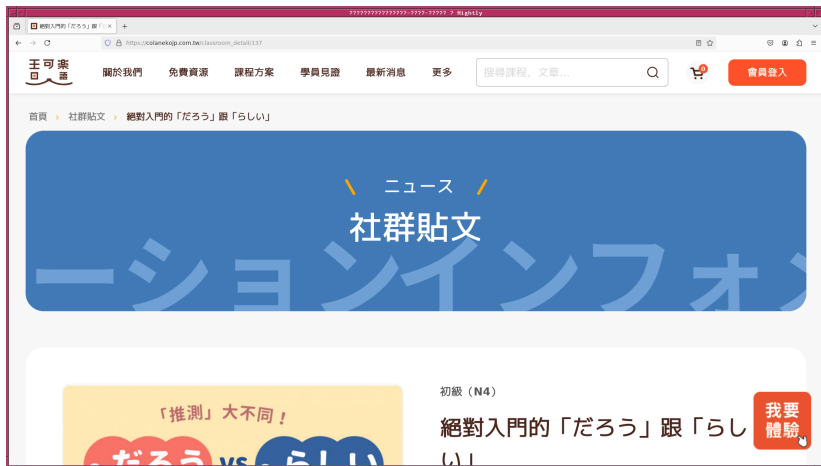 ????????????????-????-????? ? Nightly
絕對入門的「だろう」跟「
https://colanekojp.com.tw/classroom_detail/137
王可樂
日語
關於我們
免費資源
課程方案
學員見證
最新消息
更多
搜尋課程，文章...
0
會員登入
首頁 › 社群貼文 › 絕對入門的「だろう」跟「らしい」
ニュース
社群貼文
ーションインフォン
「推測」大不同！
だろう vs らしい
初級（N4）
絕對入門的「だろう」跟「らし
い」
我要
體驗